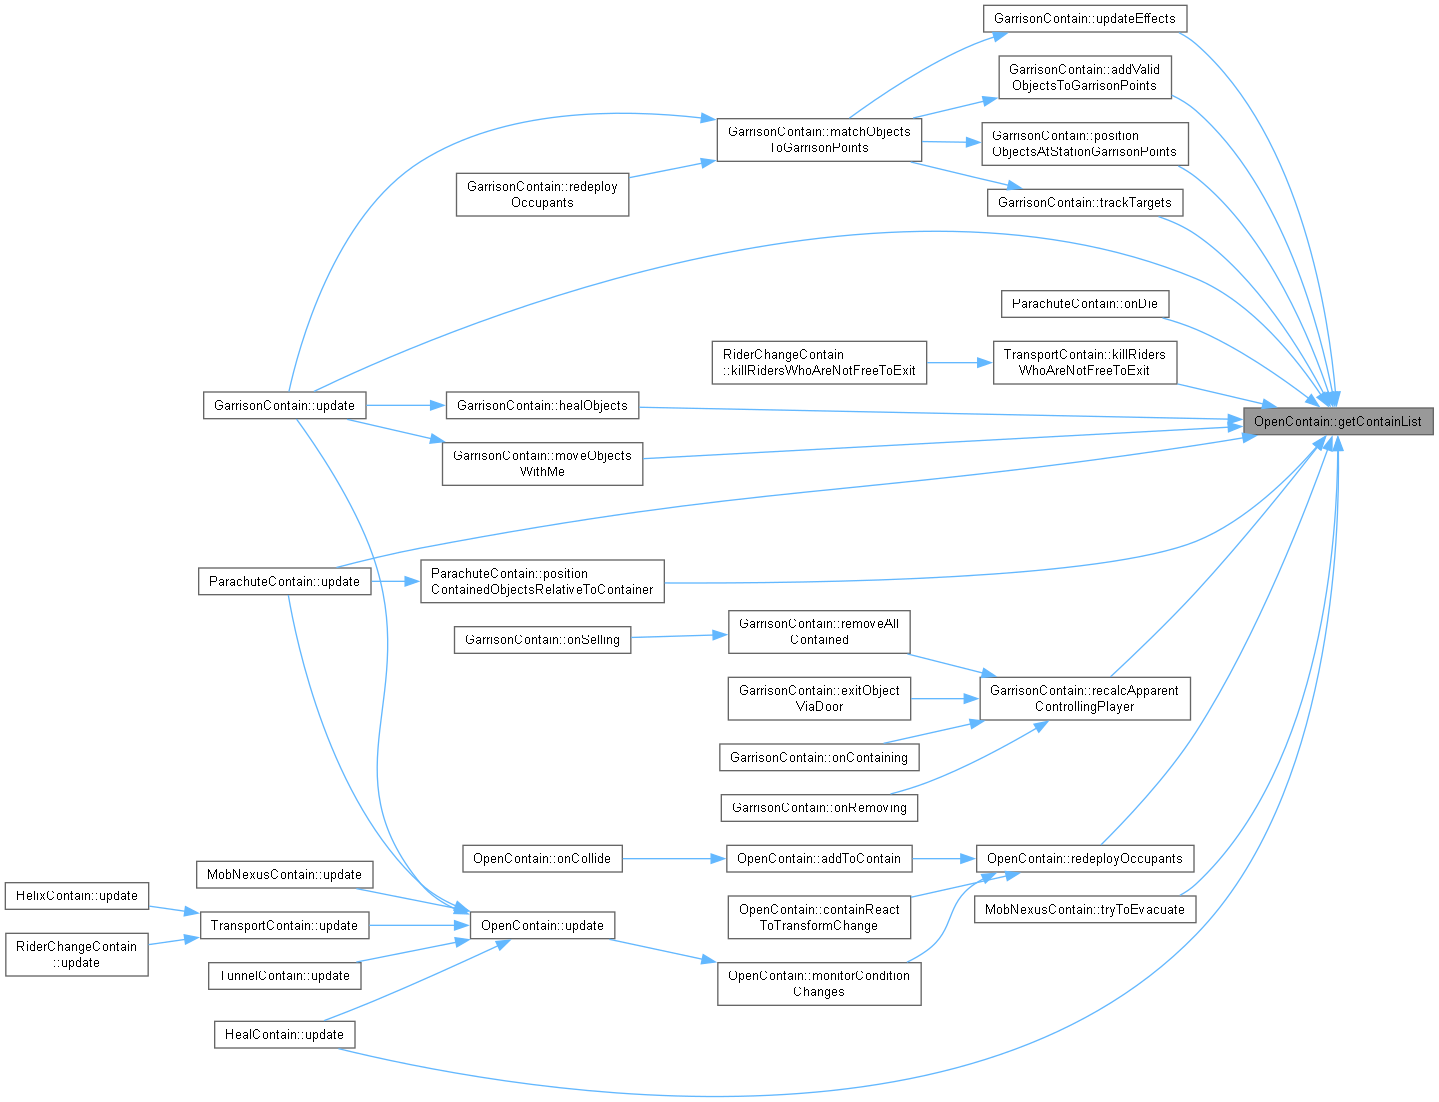 GarrisonContain::updateEffects
GarrisonContain::addValid
ObjectsToGarrisonPoints
GarrisonContain::matchObjects
ToGarrisonPoints
GarrisonContain::position
ObjectsAtStationGarrisonPoints
GarrisonContain::redeploy
Occupants
GarrisonContain::trackTargets
ParachuteContain::onDie
RiderChangeContain
::killRidersWhoAreNotFreeToExit
TransportContain::killRiders
WhoAreNotFreeToExit
GarrisonContain::update
GarrisonContain::healObjects
OpenContain::getContainList
GarrisonContain::moveObjects
WithMe
ParachuteContain::update
ParachuteContain::position
ContainedObjectsRelativeToContainer
GarrisonContain::onSelling
GarrisonContain::removeAll
Contained
GarrisonContain::exitObject
ViaDoor
GarrisonContain::recalcApparent
ControllingPlayer
GarrisonContain::onContaining
GarrisonContain::onRemoving
OpenContain::onCollide
OpenContain::addToContain
OpenContain::redeployOccupants
MobNexusContain::update
HelixContain::update
TransportContain::update
OpenContain::update
OpenContain::containReact
ToTransformChange
MobNexusContain::tryToEvacuate
RiderChangeContain
::update
TunnelContain::update
OpenContain::monitorCondition
Changes
HealContain::update